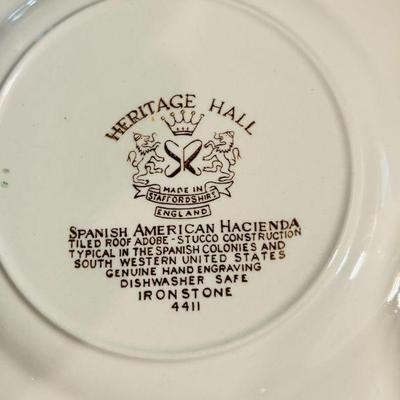 HERITAGE HALL
MADE IN
STAFFORDSHIRE
ENGLAND
SPANISH AMERICAN HACIENDA
TILED ROOF ADOBE - STUCCO CONSTRUCTION
TYPICAL IN THE SPANISH COLONIES AND
SOUTH WESTERN UNITED STATES
GENUINE HAND ENGRAVING
DISHWASHER SAFE
IRONSTONE
4411